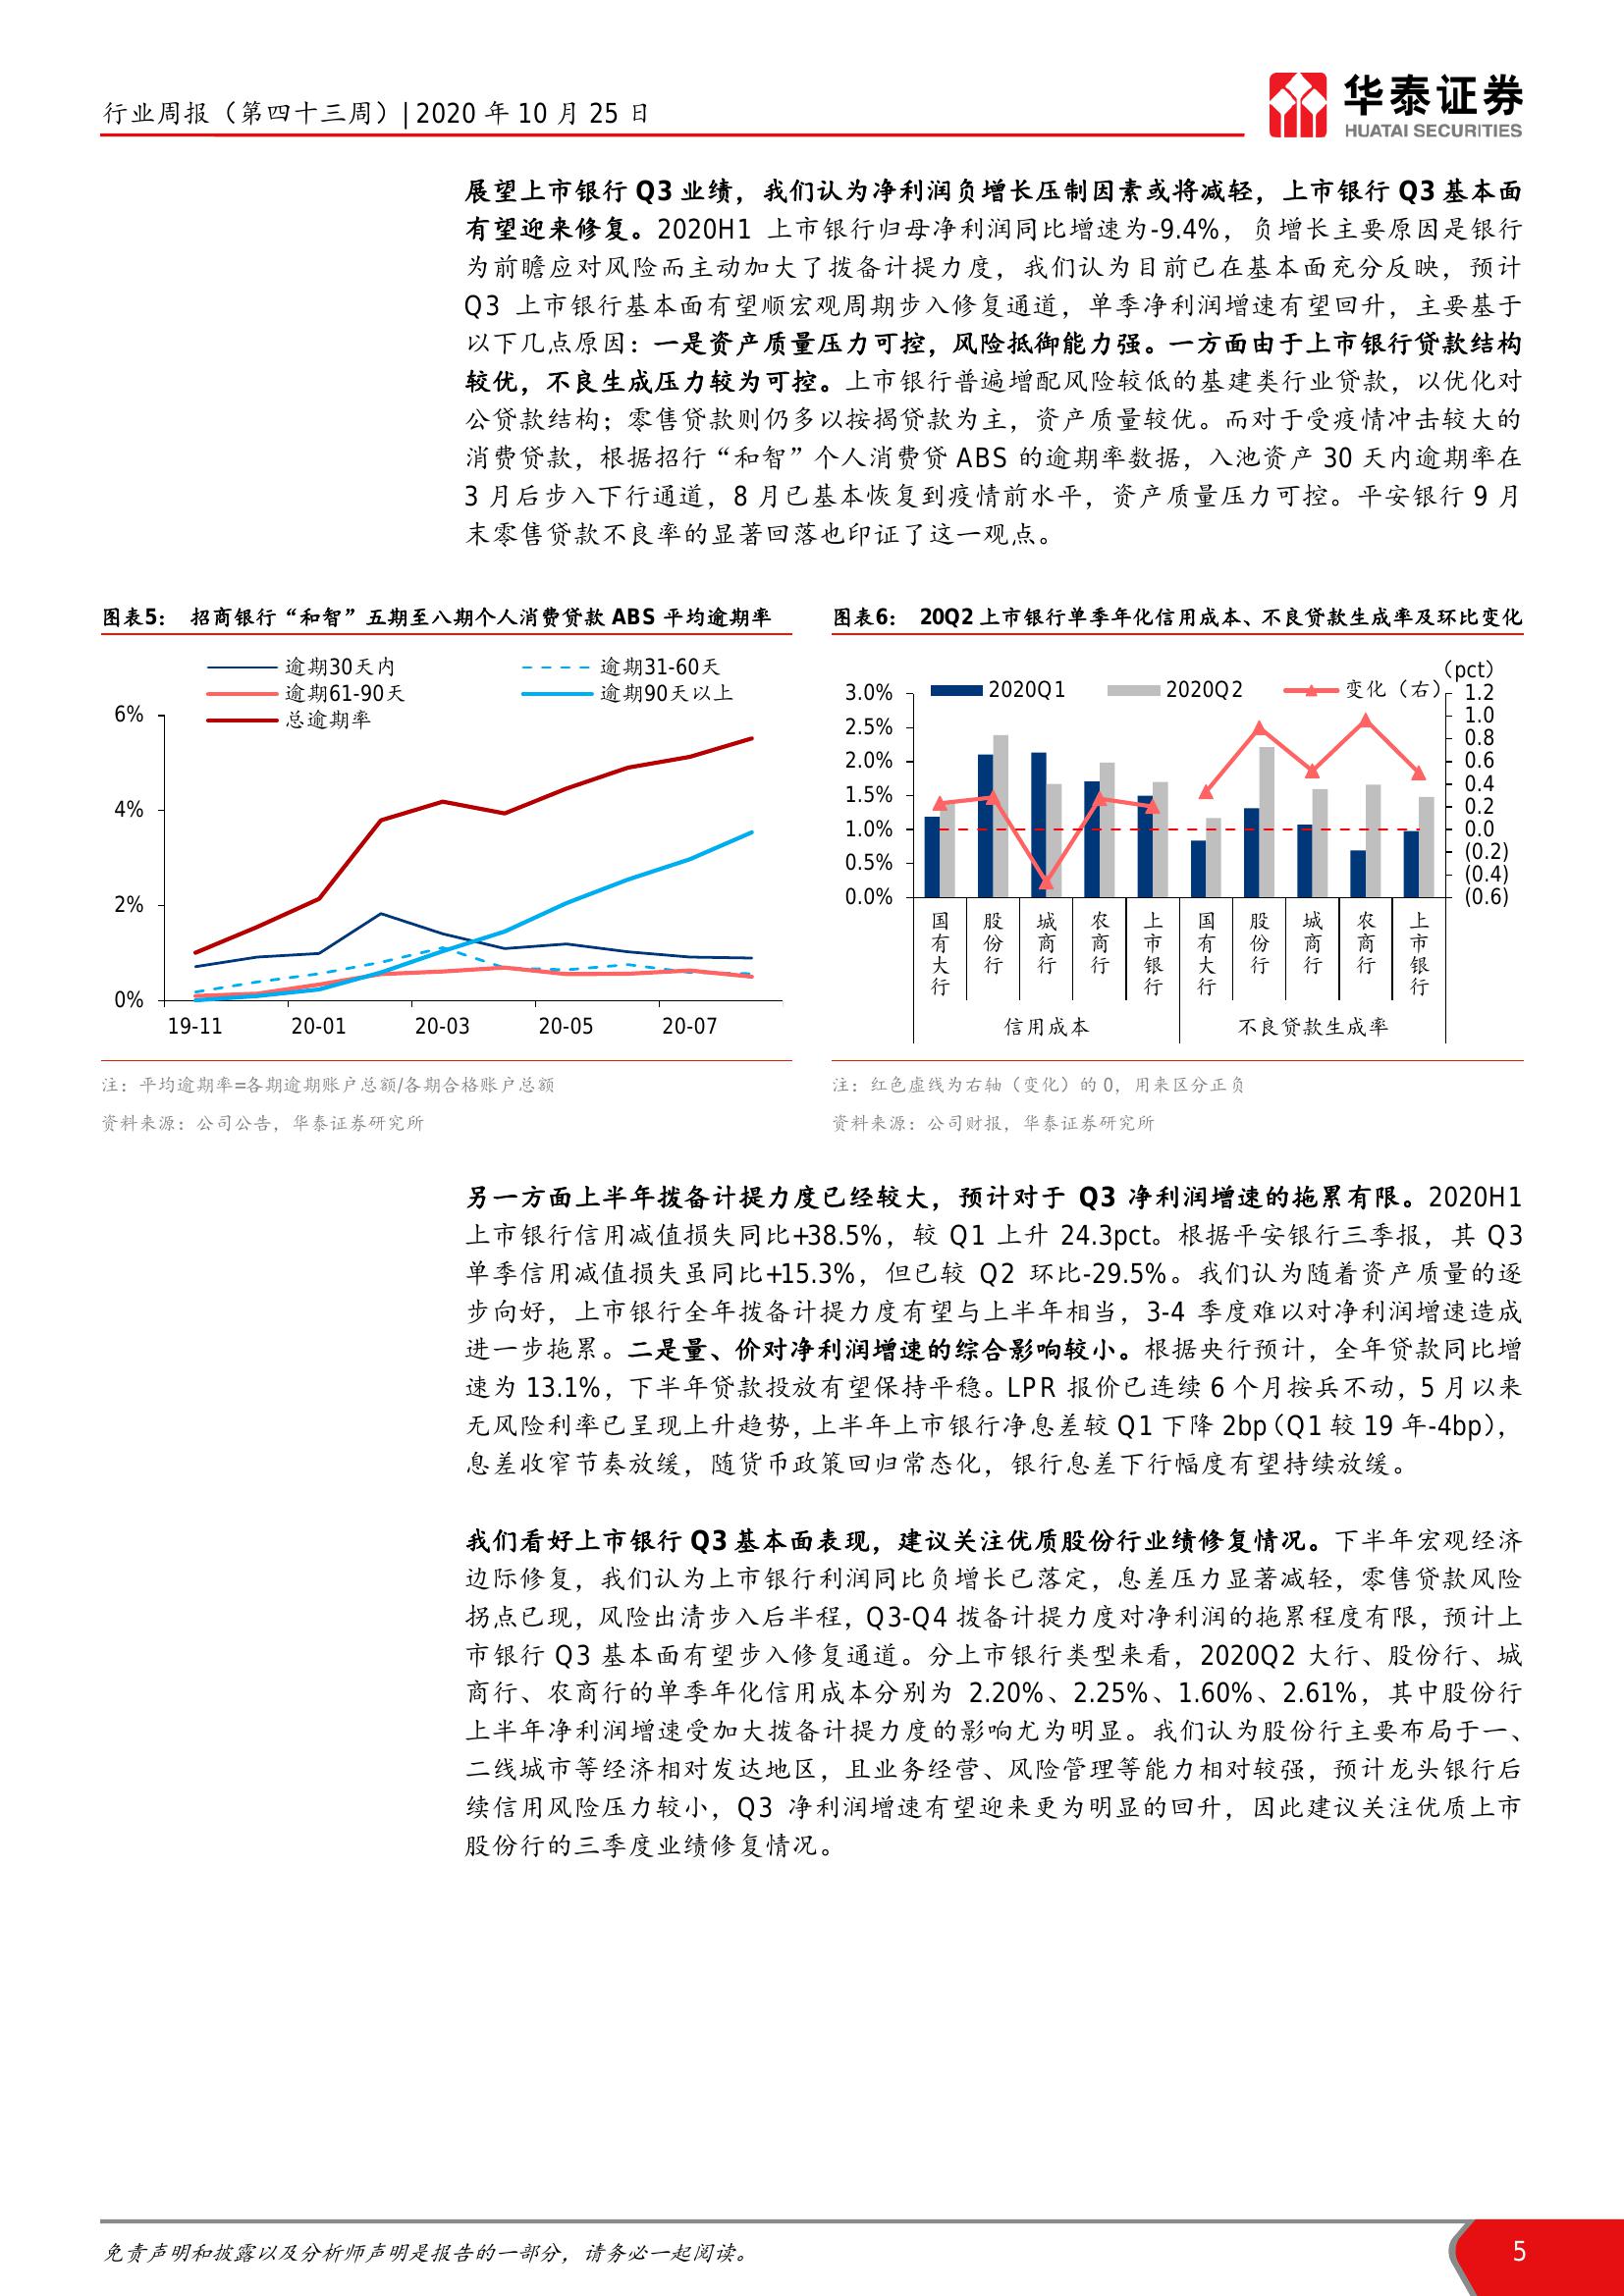 行业周报（第四十三周）| 2020 年 10 月 25 日
华泰证券
HUATAI SECURITIES
展望上市银行 Q3 业绩，我们认为净利润负增长压制因素或将减轻，上市银行 Q3 基本面
有望迎来修复。2020H1 上市银行归母净利润同比增速为-9.4%，负增长主要原因是银行
为前瞻应对风险而主动加大了拨备计提力度，我们认为目前已在基本面充分反映，预计
Q3 上市银行基本面有望顺宏观周期步入修复通道，单季净利润增速有望回升，主要基于
以下几点原因：一是资产质量压力可控，风险抵御能力强。一方面由于上市银行贷款结构
较优，不良生成压力较为可控。上市银行普遍增配风险较低的基建类行业贷款，以优化对
公贷款结构；零售贷款则仍多以按揭贷款为主，资产质量较优。而对于受疫情冲击较大的
消费贷款，根据招行“和智”个人消费贷 ABS 的逾期率数据，入池资产 30 天内逾期率在
3 月后步入下行通道，8 月已基本恢复到疫情前水平，资产质量压力可控。平安银行 9 月
末零售贷款不良率的显著回落也印证了这一观点。
图表5： 招商银行“和智”五期至八期个人消费贷款 ABS 平均逾期率
逾期30天内 逾期31-60天
逾期61-90天 逾期90天以上
总逾期率
6%
4%
2%
0%
19-11 20-01 20-03 20-05 20-07
注：平均逾期率=各期逾期账户总额/各期合格账户总额
资料来源：公司公告，华泰证券研究所
图表6： 20Q2 上市银行单季年化信用成本、不良贷款生成率及环比变化
（pct）
2020Q1 2020Q2 变化（右）
3.0%
2.5%
2.0%
1.5%
1.0%
0.5%
0.0%
1.2
1.0
0.8
0.6
0.4
0.2
0.0
(0.2)
(0.4)
(0.6)
国有大行 股份行 城商行 农商行 上市银行 国有大行 股份行 城商行 农商行 上市银行
信用成本 不良贷款生成率
注：红色虚线为右轴（变化）的 0，用来区分正负
资料来源：公司财报，华泰证券研究所
另一方面上半年拨备计提力度已经较大，预计对于 Q3 净利润增速的拖累有限。2020H1
上市银行信用减值损失同比+38.5%，较 Q1 上升 24.3pct。根据平安银行三季报，其 Q3
单季信用减值损失虽同比+15.3%，但已较 Q2 环比-29.5%。我们认为随着资产质量的逐
步向好，上市银行全年拨备计提力度有望与上半年相当，3-4 季度难以对净利润增速造成
进一步拖累。二是量、价对净利润增速的综合影响较小。根据央行预计，全年贷款同比增
速为 13.1%，下半年贷款投放有望保持平稳。LPR 报价已连续 6 个月按兵不动，5 月以来
无风险利率已呈现上升趋势，上半年上市银行净息差较 Q1 下降 2bp（Q1 较 19 年-4bp），
息差收窄节奏放缓，随货币政策回归常态化，银行息差下行幅度有望持续放缓。
我们看好上市银行 Q3 基本面表现，建议关注优质股份行业绩修复情况。下半年宏观经济
边际修复，我们认为上市银行利润同比负增长已落定，息差压力显著减轻，零售贷款风险
拐点已现，风险出清步入后半程，Q3-Q4 拨备计提力度对净利润的拖累程度有限，预计上
市银行 Q3 基本面有望步入修复通道。分上市银行类型来看，2020Q2 大行、股份行、城
商行、农商行的单季年化信用成本分别为 2.20%、2.25%、1.60%、2.61%，其中股份行
上半年净利润增速受加大拨备计提力度的影响尤为明显。我们认为股份行主要布局于一、
二线城市等经济相对发达地区，且业务经营、风险管理等能力相对较强，预计龙头银行后
续信用风险压力较小，Q3 净利润增速有望迎来更为明显的回升，因此建议关注优质上市
股份行的三季度业绩修复情况。
免责声明和披露以及分析师声明是报告的一部分，请务必一起阅读。
5